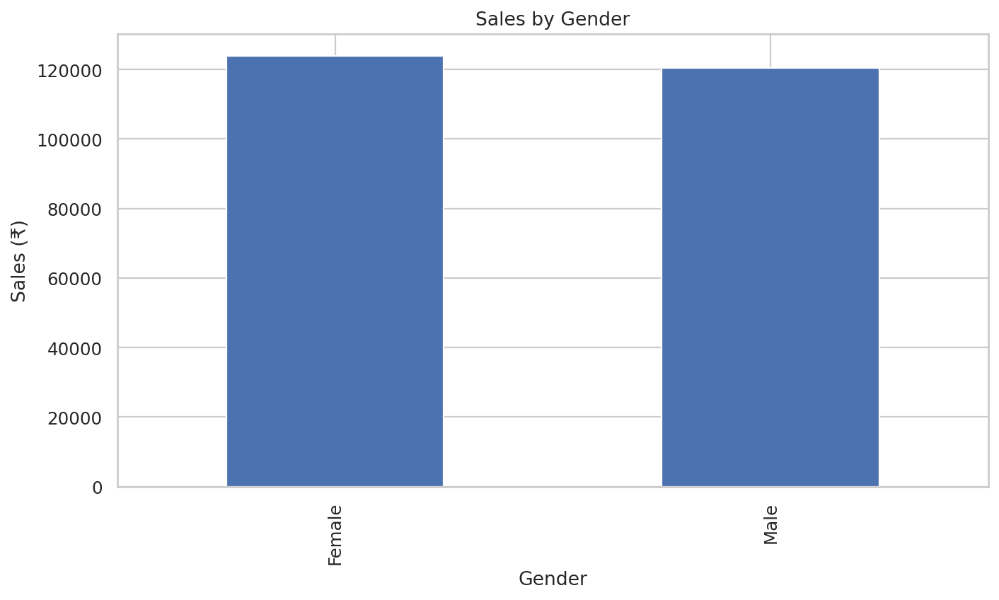 Sales by Gender
Sales (₹)
120000
100000
80000
60000
40000
20000
0
Female
Male
Gender